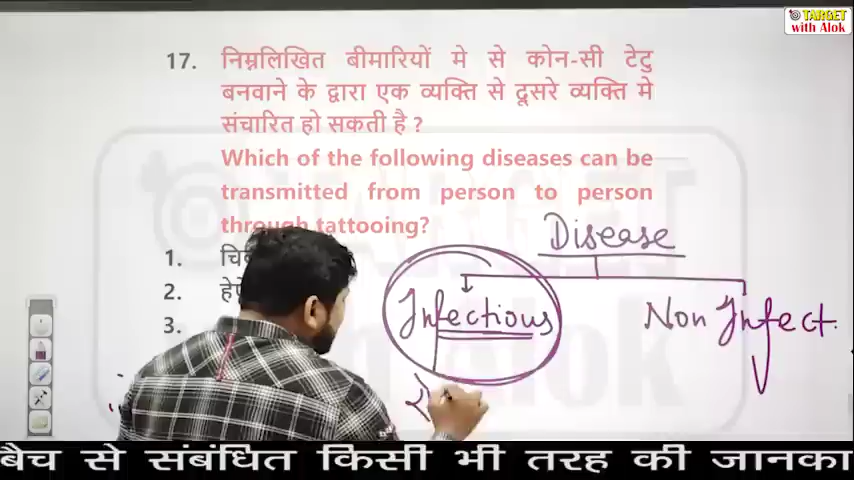 TARGET
with Alok
17. निम्नलिखित बीमारियों मे से कोन-सी टेटु
बनवाने के द्वारा एक व्यक्ति से दूसरे व्यक्ति मे
संचारित हो सकती है ?
Which of the following diseases can be
transmitted from person to person
through tattooing?
Disease
1.
2.
3.
Infectious
Non Infect.
बैच से संबंधित किसी भी तरह की जानका